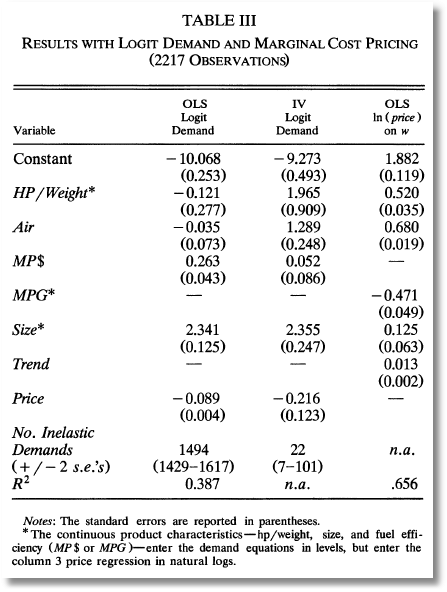 TABLE III
RESULTS WITH LOGIT DEMAND AND MARGINAL COST PRICING
(2217 OBSERVATIONS)
OLS IV OLS
Logit Logit ln (price)
Variable Demand Demand on w
Constant −10.068 −9.273 1.882
(0.253) (0.493) (0.119)
HP/Weight* −0.121 1.965 0.520
(0.277) (0.909) (0.035)
Air −0.035 1.289 0.680
(0.073) (0.248) (0.019)
MP$ 0.263 0.052 —
(0.043) (0.086)
MPG* — — −0.471
(0.049)
Size* 2.341 2.355 0.125
(0.125) (0.247) (0.063)
Trend — — 0.013
(0.002)
Price −0.089 −0.216 —
(0.004) (0.123)
No. Inelastic
Demands 1494 22 n.a.
(+/−2 s.e.'s) (1429–1617) (7–101)
R² 0.387 n.a. .656
Notes: The standard errors are reported in parentheses.
*The continuous product characteristics—hp/weight, size, and fuel effi-
ciency (MP$ or MPG)—enter the demand equations in levels, but enter the
column 3 price regression in natural logs.